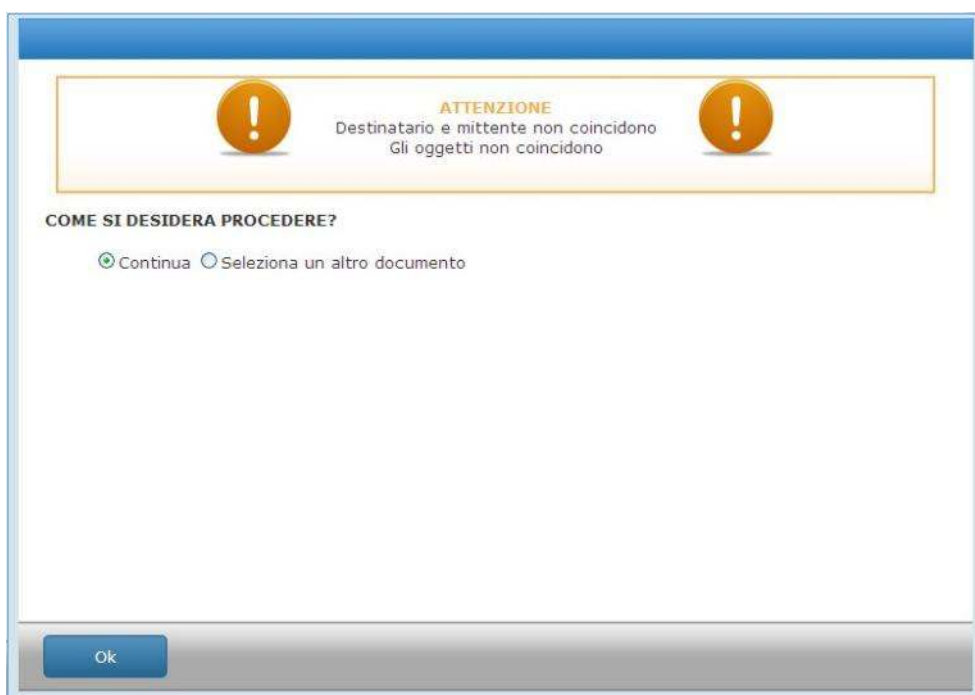 ATTENZIONE
Destinatario e mittente non coincidono
Gli oggetti non coincidono
COME SI DESIDERA PROCEDERE?
Continua Seleziona un altro documento
Ok